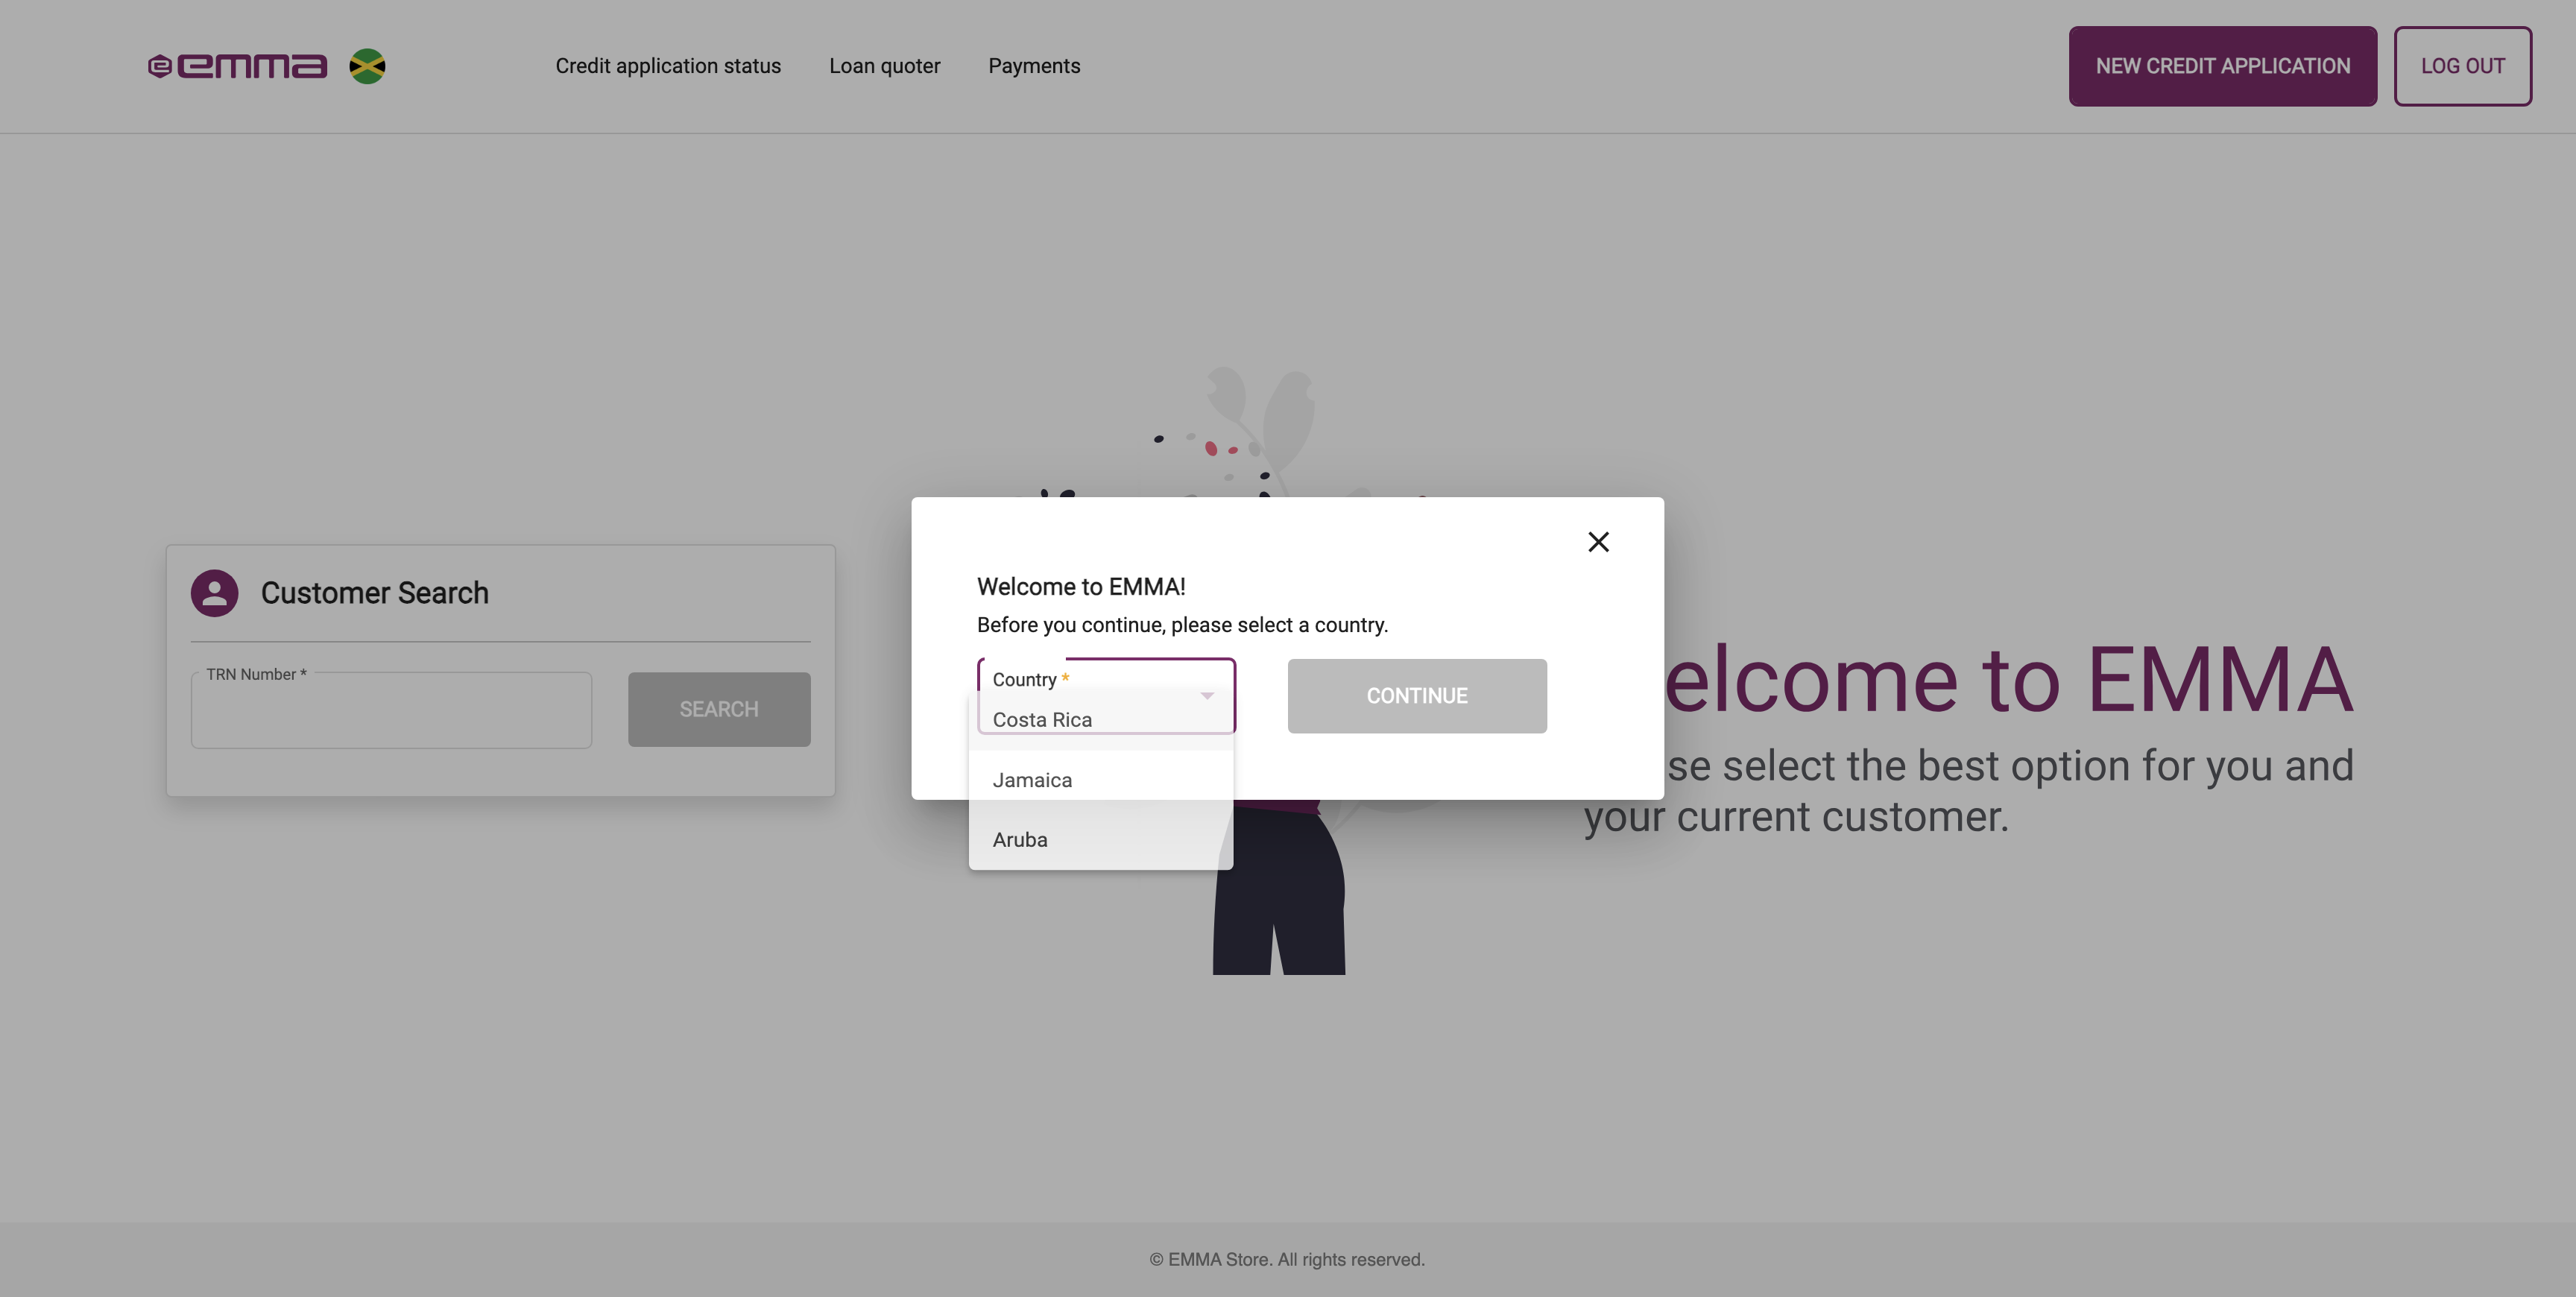 emma
Credit application status
Loan quoter
Payments
NEW CREDIT APPLICATION
LOG OUT
Customer Search
TRN Number *
SEARCH
Welcome to EMMA!
Before you continue, please select a country.
Country *
CONTINUE
Costa Rica
Jamaica
Aruba
elcome to EMMA
se select the best option for you and
your current customer.
© EMMA Store. All rights reserved.